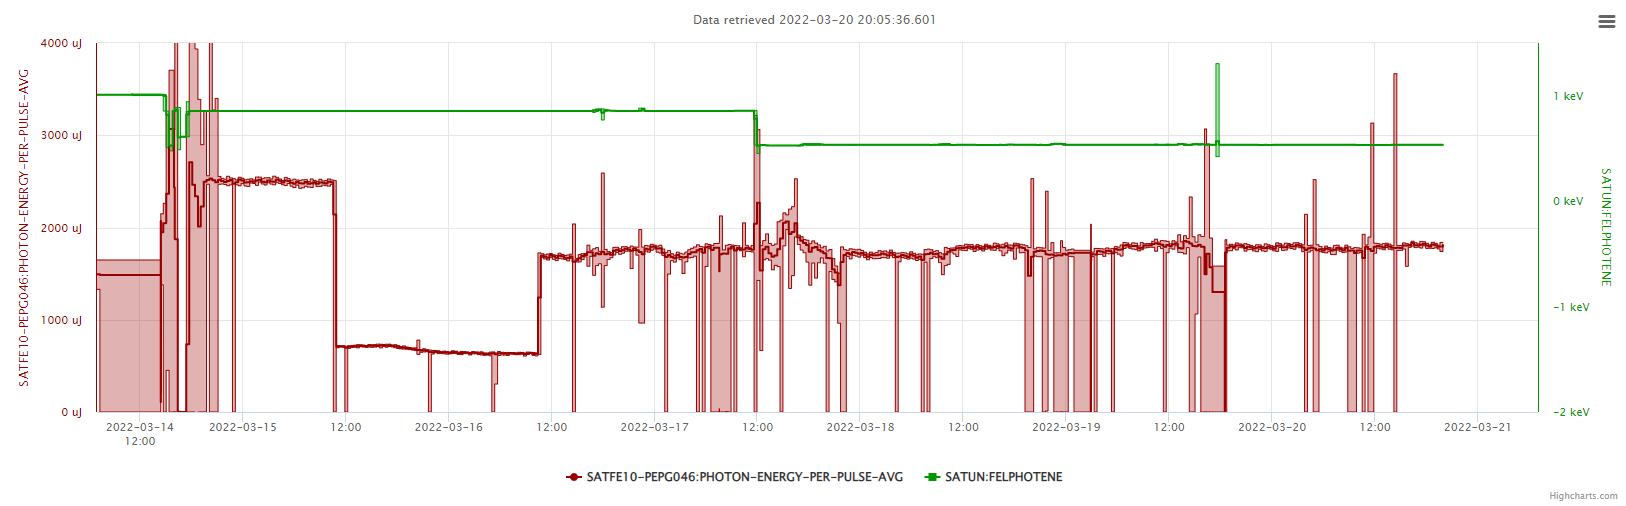 Data retrieved 2022-03-20 20:05:36.601
SATFE10-PEPG046:PHOTON-ENERGY-PER-PULSE-AVG
4000 uJ
3000 uJ
2000 uJ
1000 uJ
0 uJ
1 keV
0 keV
-1 keV
-2 keV
SATUN:FELPHOTENE
2022-03-14
12:00
2022-03-15
12:00
2022-03-16
12:00
2022-03-17
12:00
2022-03-18
12:00
2022-03-19
12:00
2022-03-20
12:00
2022-03-21
SATFE10-PEPG046:PHOTON-ENERGY-PER-PULSE-AVG
SATUN:FELPHOTENE
Highcharts.com